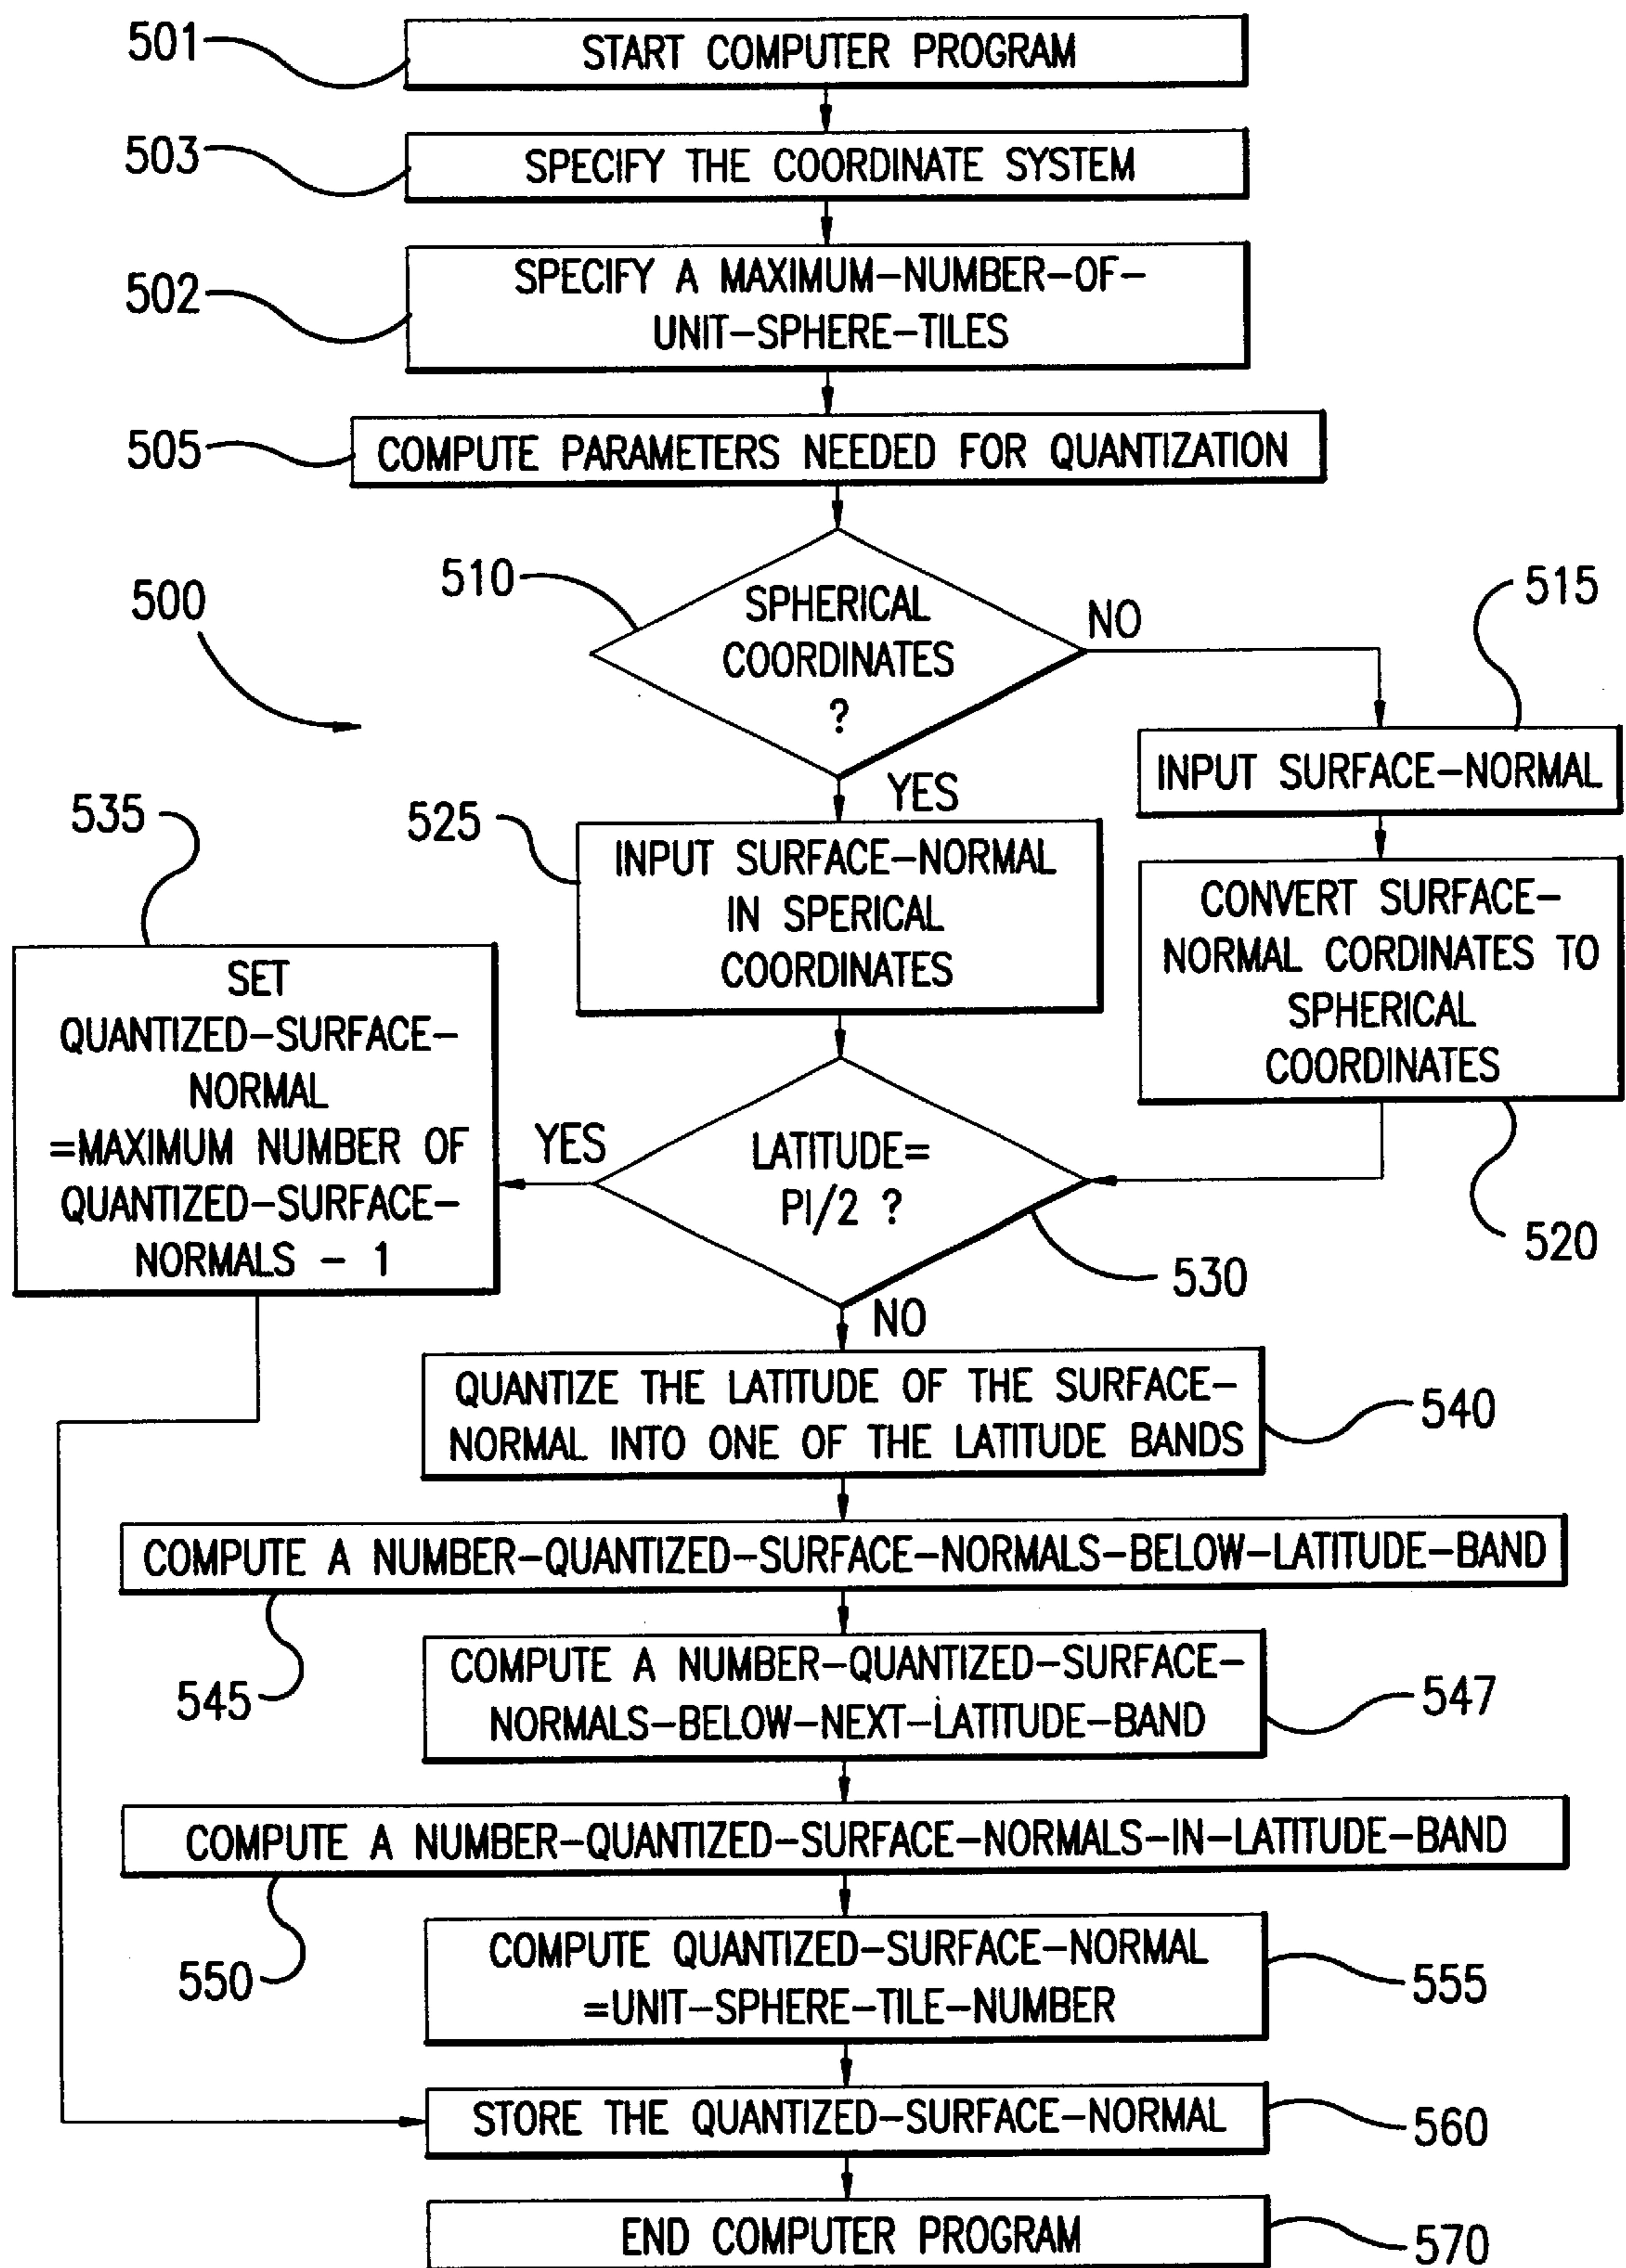 501
START COMPUTER PROGRAM
503
SPECIFY THE COORDINATE SYSTEM
502
SPECIFY A MAXIMUM-NUMBER-OF-
UNIT-SPHERE-TILES
505
COMPUTE PARAMETERS NEEDED FOR QUANTIZATION
500
510
SPHERICAL
COORDINATES
?
NO
515
INPUT SURFACE-NORMAL
YES
535
525
INPUT SURFACE-NORMAL
IN SPERICAL
COORDINATES
CONVERT SURFACE-
NORMAL CORDINATES TO
SPHERICAL
COORDINATES
520
SET
QUANTIZED-SURFACE-
NORMAL
=MAXIMUM NUMBER OF
QUANTIZED-SURFACE-
NORMALS - 1
YES
LATITUDE=
PI/2 ?
530
NO
QUANTIZE THE LATITUDE OF THE SURFACE-
NORMAL INTO ONE OF THE LATITUDE BANDS
540
COMPUTE A NUMBER-QUANTIZED-SURFACE-NORMALS-BELOW-LATITUDE-BAND
545
COMPUTE A NUMBER-QUANTIZED-SURFACE-
NORMALS-BELOW-NEXT-LATITUDE-BAND
547
COMPUTE A NUMBER-QUANTIZED-SURFACE-NORMALS-IN-LATITUDE-BAND
550
COMPUTE QUANTIZED-SURFACE-NORMAL
=UNIT-SPHERE-TILE-NUMBER
555
STORE THE QUANTIZED-SURFACE-NORMAL
560
END COMPUTER PROGRAM
570